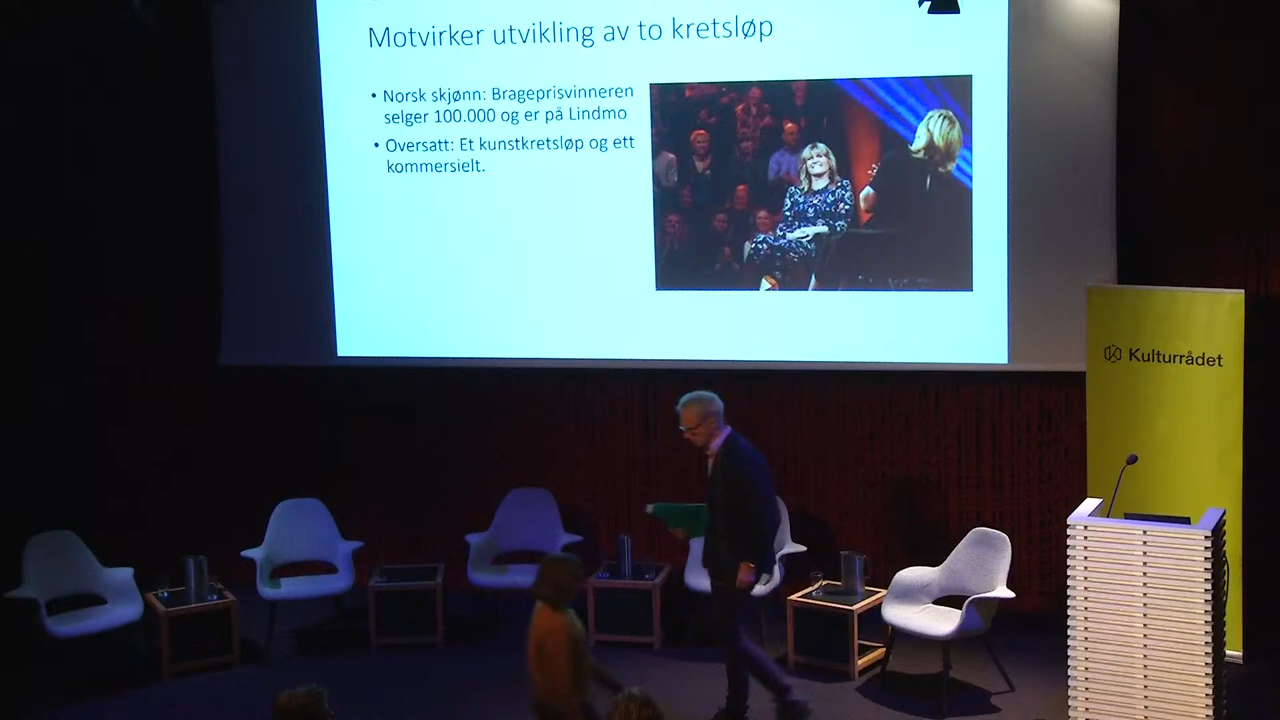 Motvirker utvikling av to kretsløp
• Norsk skjønn: Brageprisvinneren
selger 100.000 og er på Lindmo
• Oversatt: Et kunstkretsløp og ett
kommersielt.
Kulturrådet